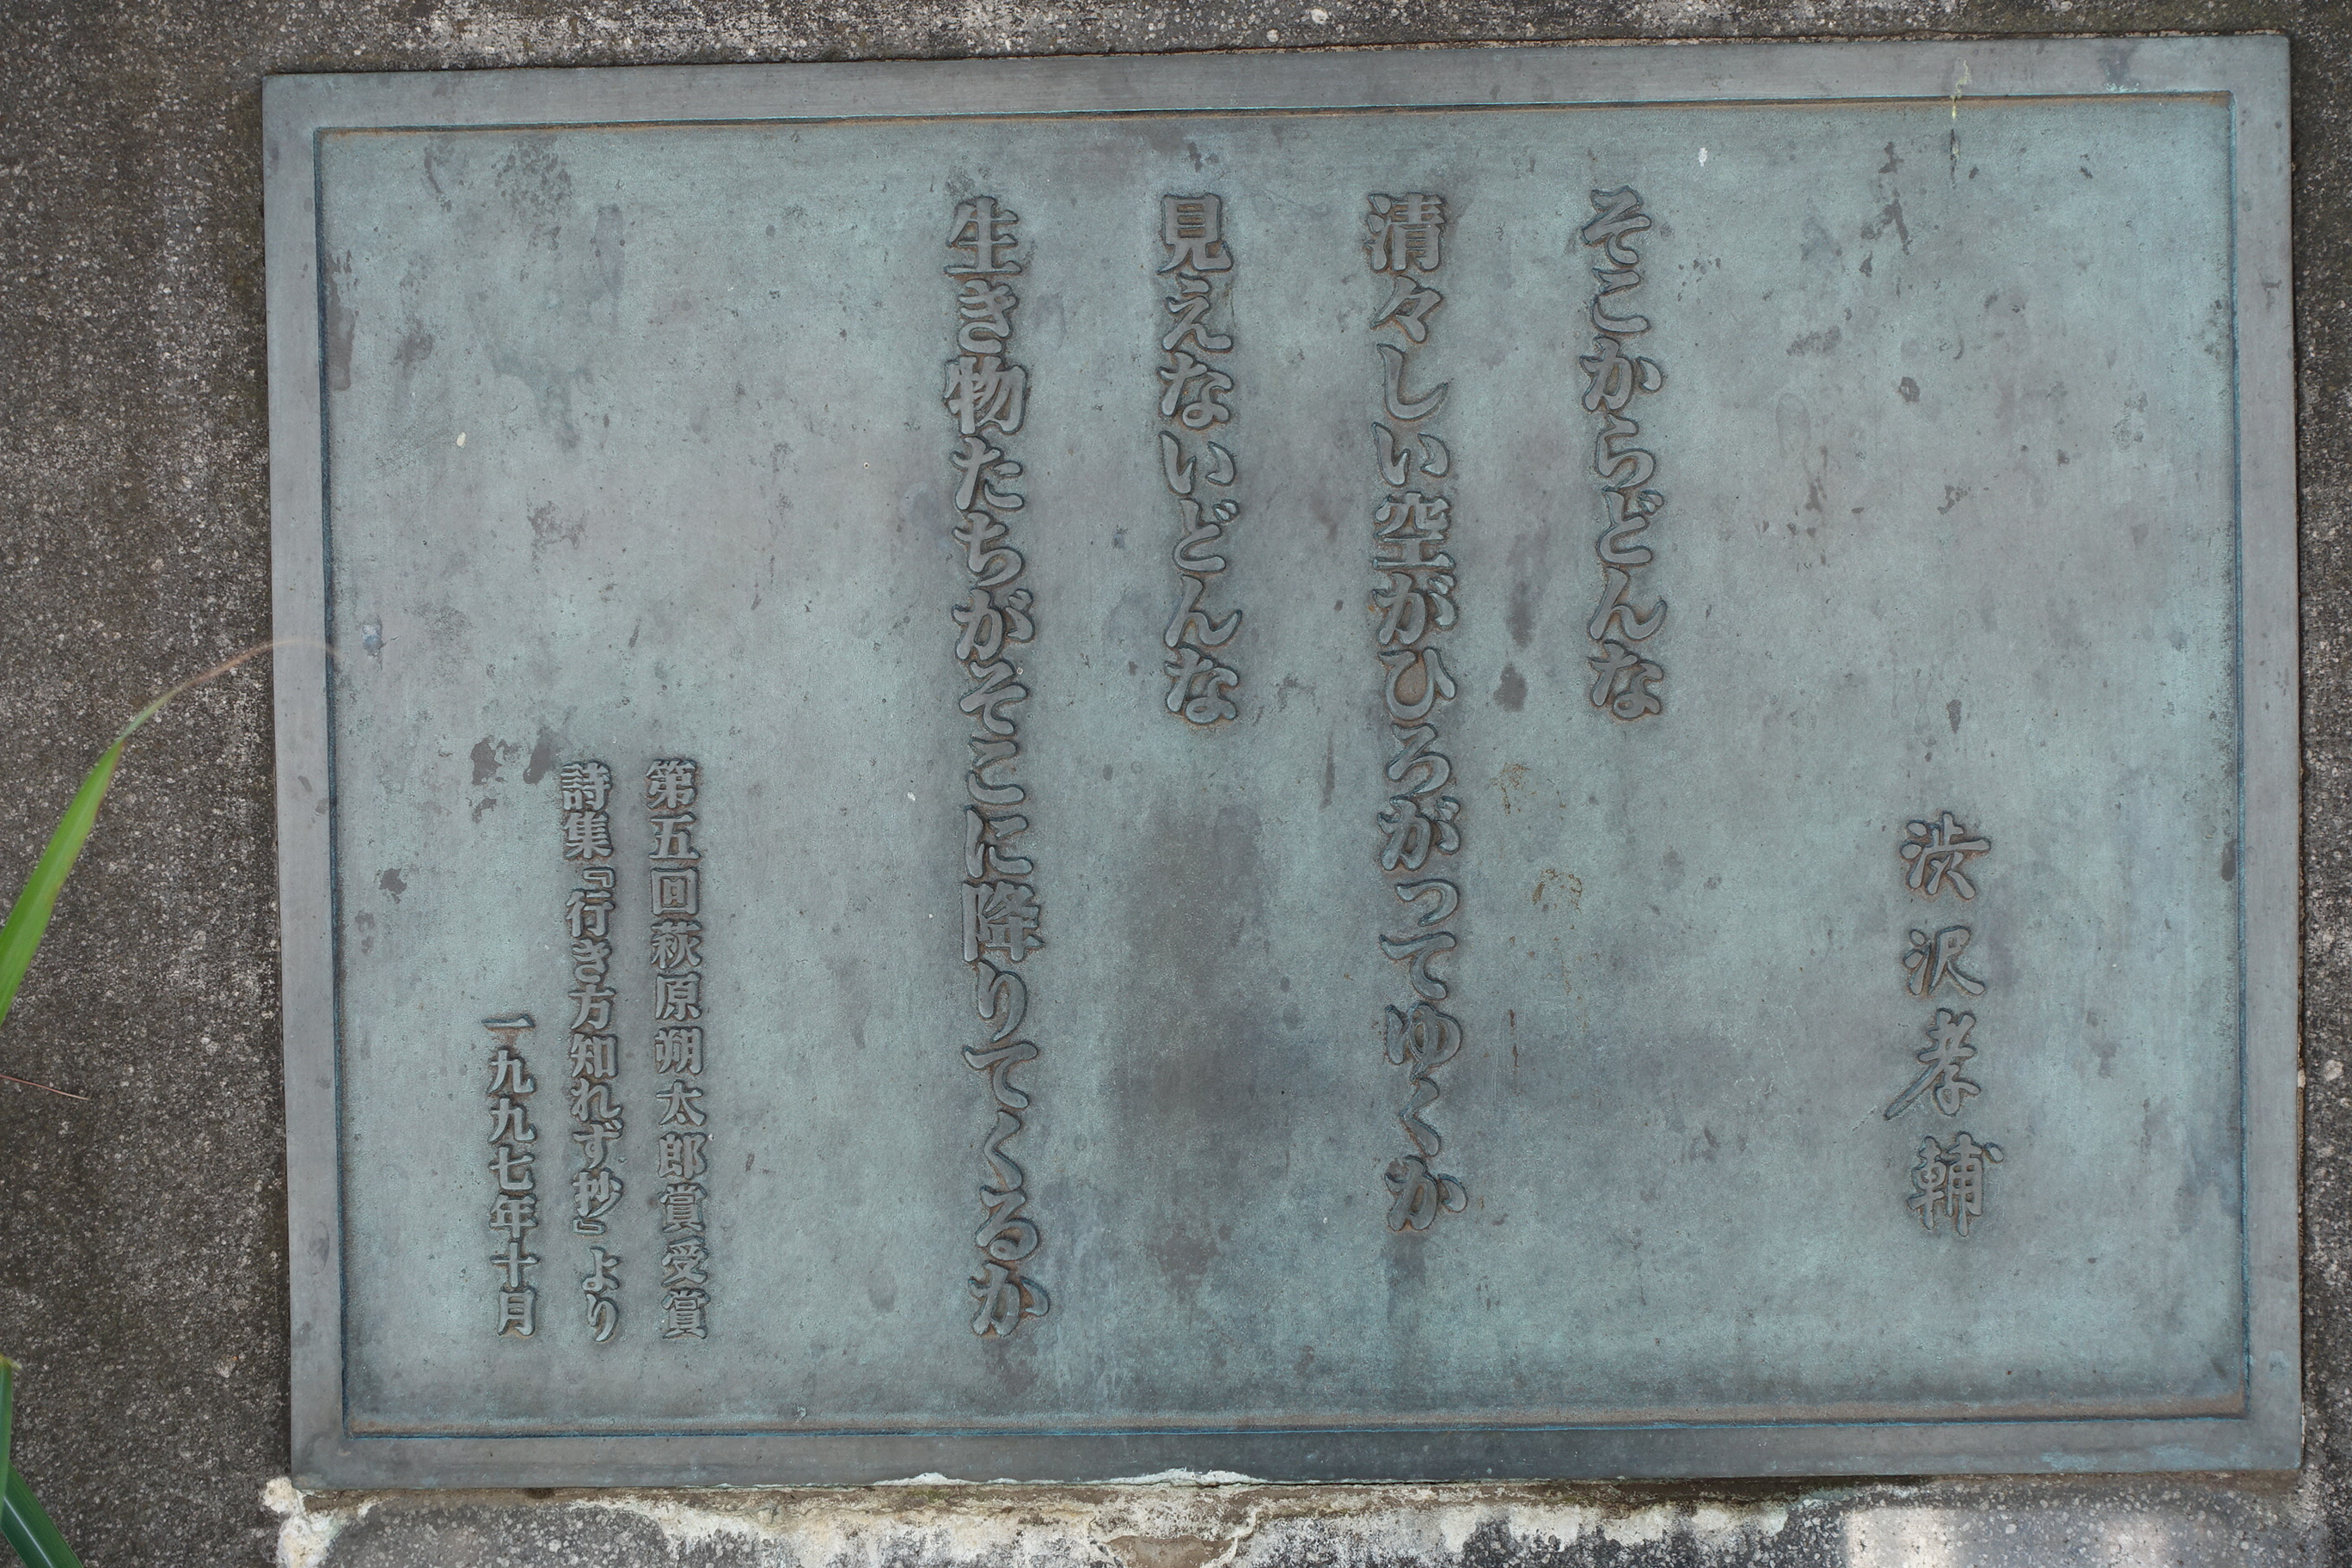 渋沢孝輔
そこからどんな
清々しい空がひろがってゆくか
見えないどんな
生き物たちがそこに降りてくるか
第五回萩原朔太郎賞受賞
詩集『行き方知れず抄』より
一九九七年十月